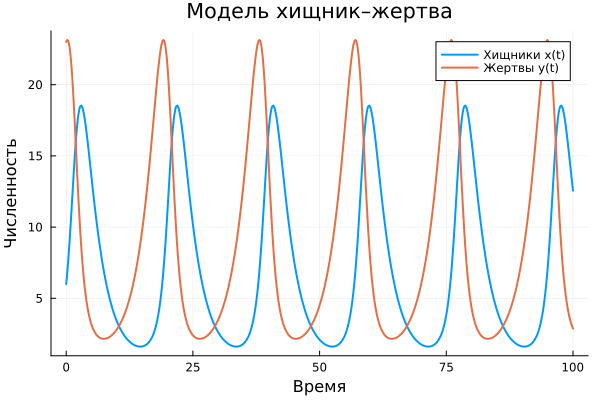 Модель хищник–жертва
Хищники x(t)
Жертвы y(t)
Численность
20
15
10
5
0
25
50
75
100
Время